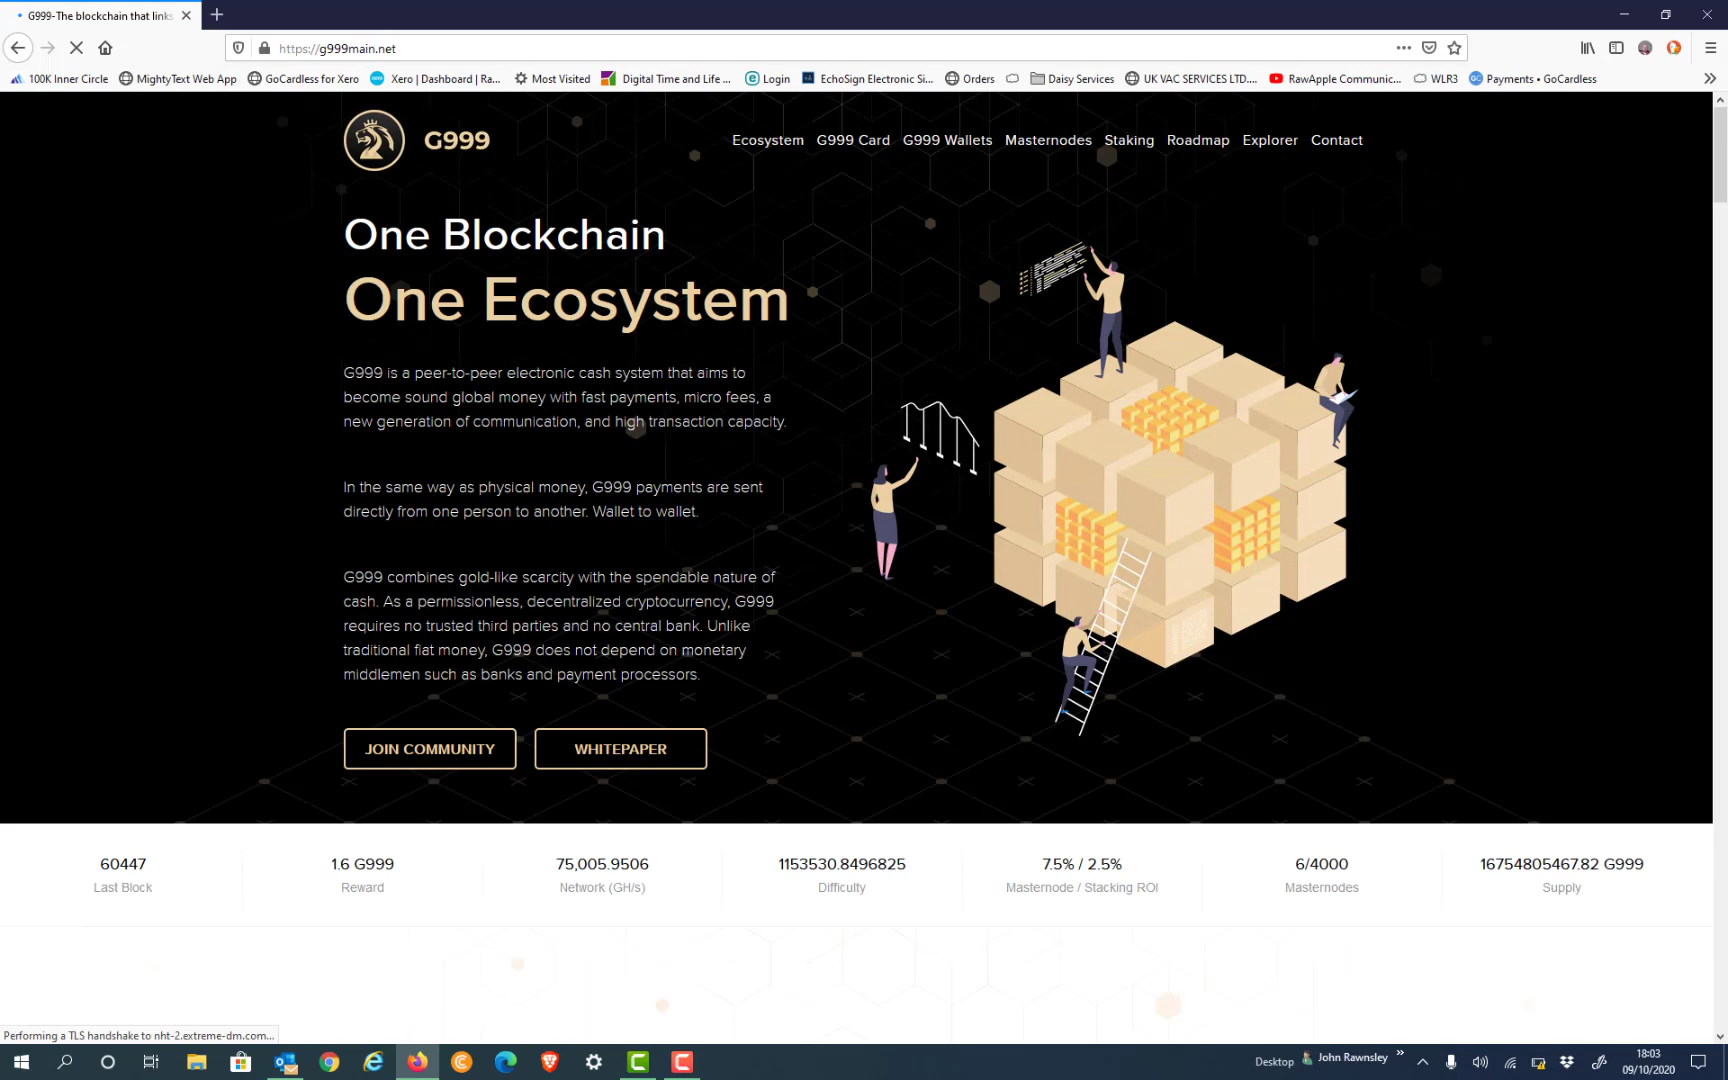 G999-The blockchain that links
https://g999main.net
100K Inner Circle
MightyText Web App
GoCardless for Xero
Xero | Dashboard | Ra...
Most Visited
Digital Time and Life ...
Login
EchoSign Electronic Si...
Orders
Daisy Services
UK VAC SERVICES LTD....
RawApple Communic...
WLR3
Payments • GoCardless
G999
Ecosystem
G999 Card
G999 Wallets
Masternodes
Staking
Roadmap
Explorer
Contact
One Blockchain
One Ecosystem
G999 is a peer-to-peer electronic cash system that aims to
become sound global money with fast payments, micro fees, a
new generation of communication, and high transaction capacity.
In the same way as physical money, G999 payments are sent
directly from one person to another. Wallet to wallet.
G999 combines gold-like scarcity with the spendable nature of
cash. As a permissionless, decentralized cryptocurrency, G999
requires no trusted third parties and no central bank. Unlike
traditional fiat money, G999 does not depend on monetary
middlemen such as banks and payment processors.
JOIN COMMUNITY
WHITEPAPER
60447
Last Block
1.6 G999
Reward
75,005.9506
Network (GH/s)
1153530.8496825
Difficulty
7.5% / 2.5%
Masternode / Stacking ROI
6/4000
Masternodes
16754805467.82 G999
Supply
Performing a TLS handshake to nht-2.extreme-dm.com...
Desktop
John Rawnsley
18:03
09/10/2020